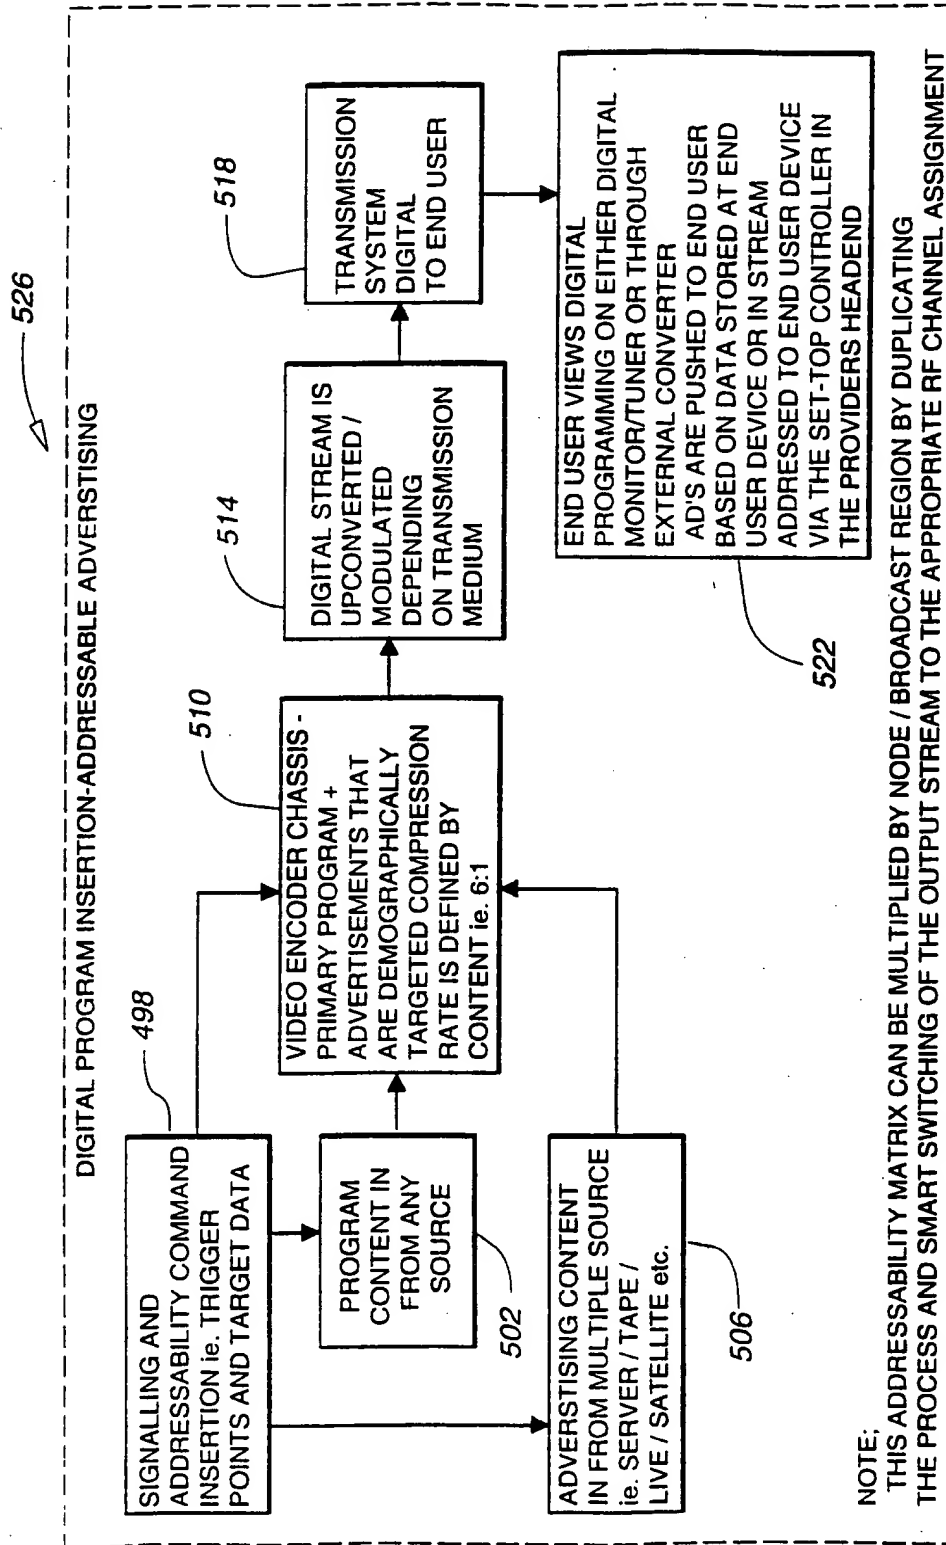 526
DIGITAL PROGRAM INSERTION-ADDRESSABLE ADVERSTISING
498
SIGNALLING AND
ADDRESSABILITY COMMAND
INSERTION ie. TRIGGER
POINTS AND TARGET DATA
PROGRAM
CONTENT IN
FROM ANY
SOURCE
502
ADVERSTISING CONTENT
IN FROM MULTIPLE SOURCE
ie. SERVER / TAPE /
LIVE / SATELLITE etc.
506
510
VIDEO ENCODER CHASSIS -
PRIMARY PROGRAM +
ADVERTISEMENTS THAT
ARE DEMOGRAPHICALLY
TARGETED COMPRESSION
RATE IS DEFINED BY
CONTENT ie. 6:1
514
DIGITAL STREAM IS
UPCONVERTED /
MODULATED
DEPENDING
ON TRANSMISSION
MEDIUM
518
TRANSMISSION
SYSTEM
DIGITAL
TO END USER
END USER VIEWS DIGITAL
PROGRAMMING ON EITHER DIGITAL
MONITOR/TUNER OR THROUGH
EXTERNAL CONVERTER
AD'S ARE PUSHED TO END USER
BASED ON DATA STORED AT END
USER DEVICE OR IN STREAM
ADDRESSED TO END USER DEVICE
VIA THE SET-TOP CONTROLLER IN
THE PROVIDERS HEADEND
522
NOTE;
THIS ADDRESSABILITY MATRIX CAN BE MULTIPLIED BY NODE / BROADCAST REGION BY DUPLICATING
THE PROCESS AND SMART SWITCHING OF THE OUTPUT STREAM TO THE APPROPRIATE RF CHANNEL ASSIGNMENT